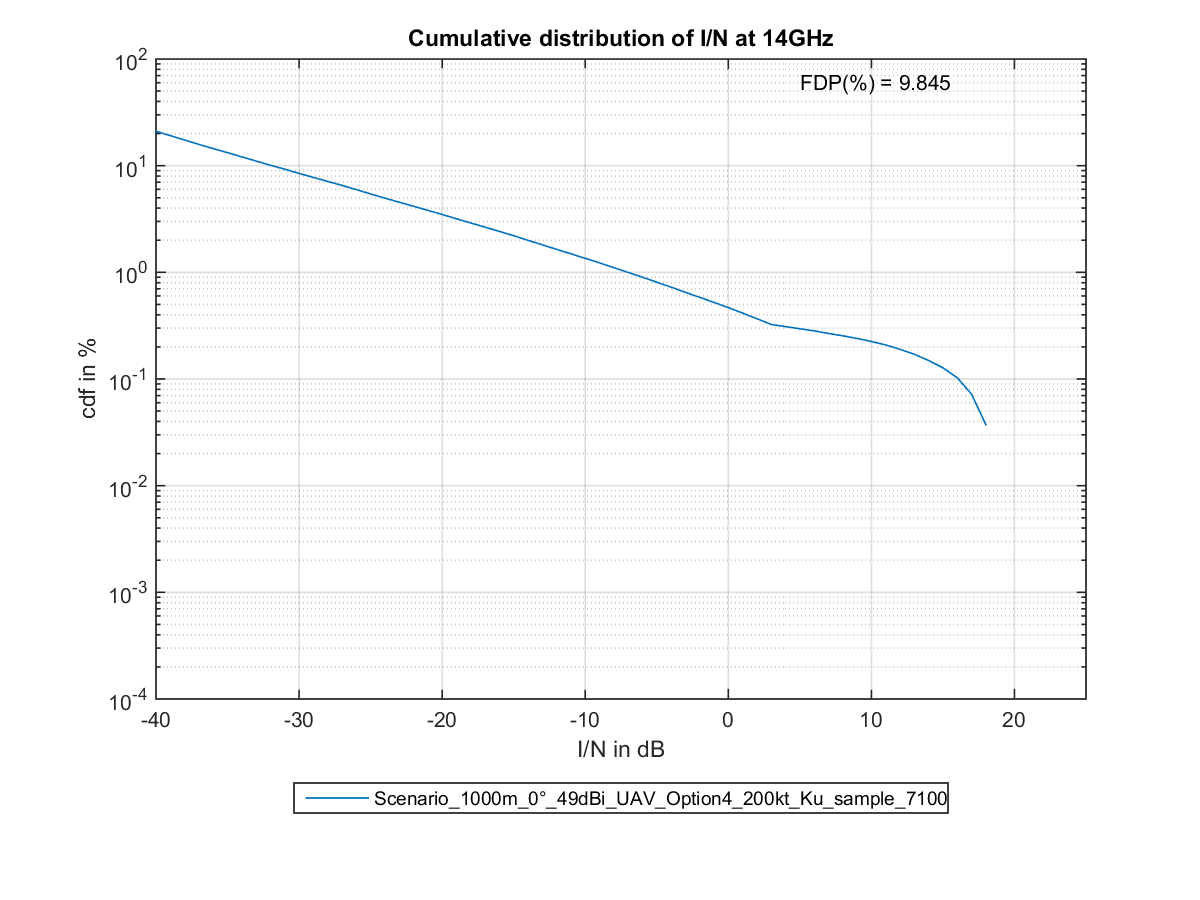 Cumulative distribution of I/N at 14GHz
FDP(%) = 9.845
10^2
10^1
10^0
10^-1
10^-2
10^-3
10^-4
cdf in %
-40 -30 -20 -10 0 10 20
I/N in dB
Scenario_1000m_0°_49dBi_UAV_Option4_200kt_Ku_sample_7100